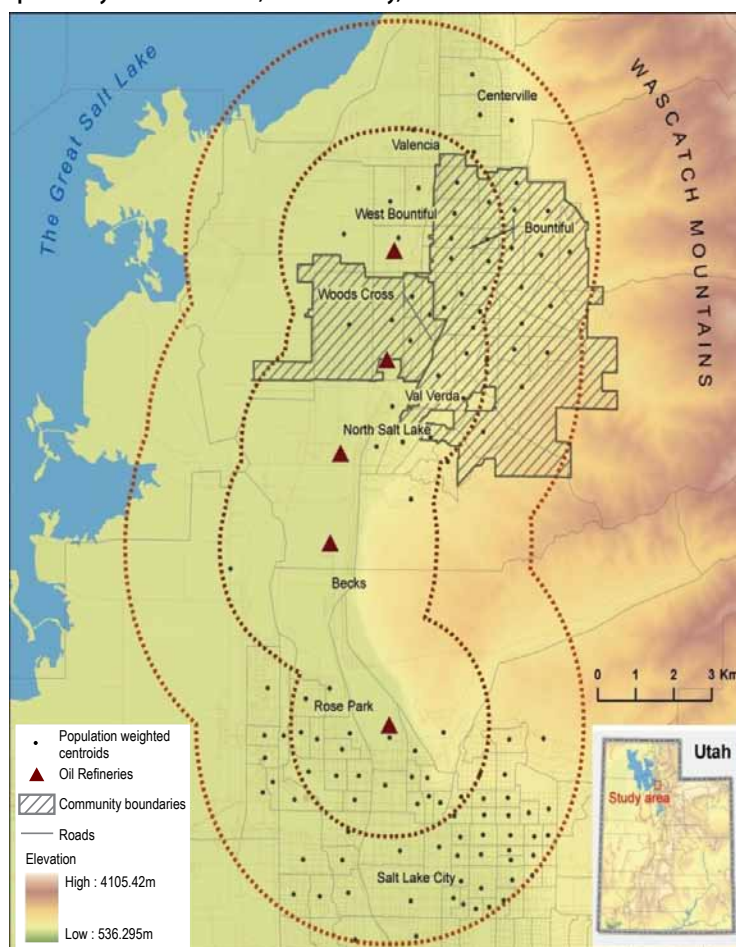 The Great Salt Lake
WASCATCH MOUNTAINS
Centerville
Valencia
West Bountiful
Bountiful
Woods Cross
Val Verda
North Salt Lake
Becks
Rose Park
Salt Lake City
0 1 2 3 Km
Population weighted
centroids
Oil Refineries
Community boundaries
Roads
Elevation
High : 4105.42m
Low : 536.295m
Utah
Study area